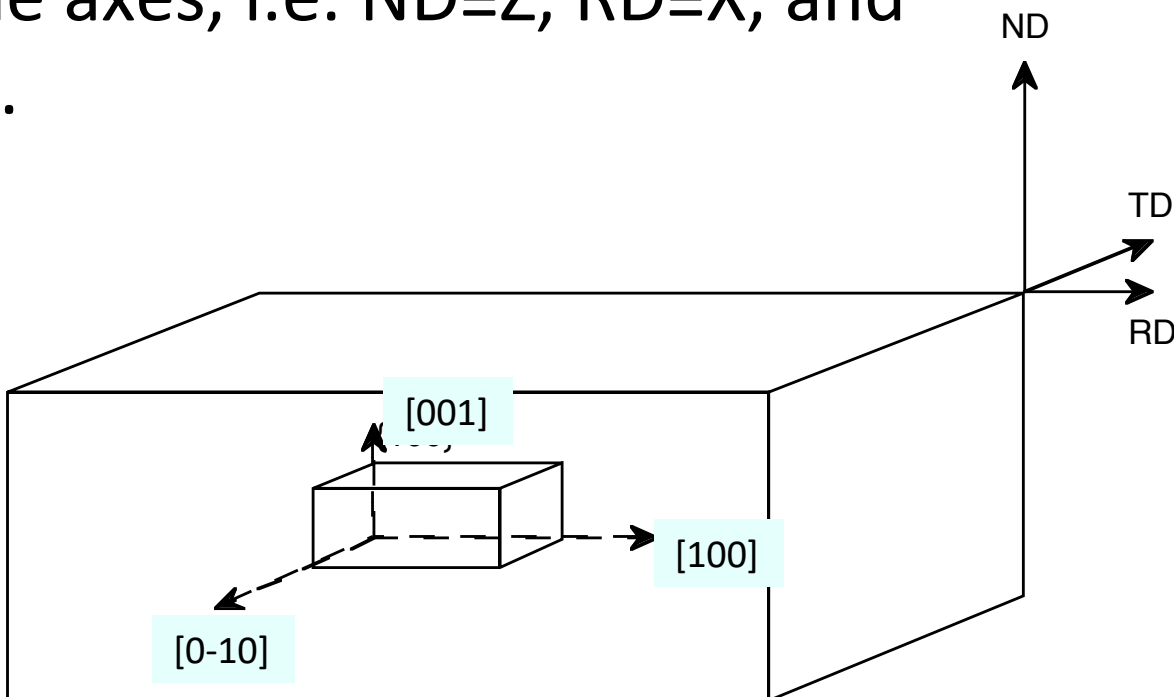 axes, i.e. ND=Z, RD=X, and
.
ND
TD
RD
[001]
[100]
[0-10]